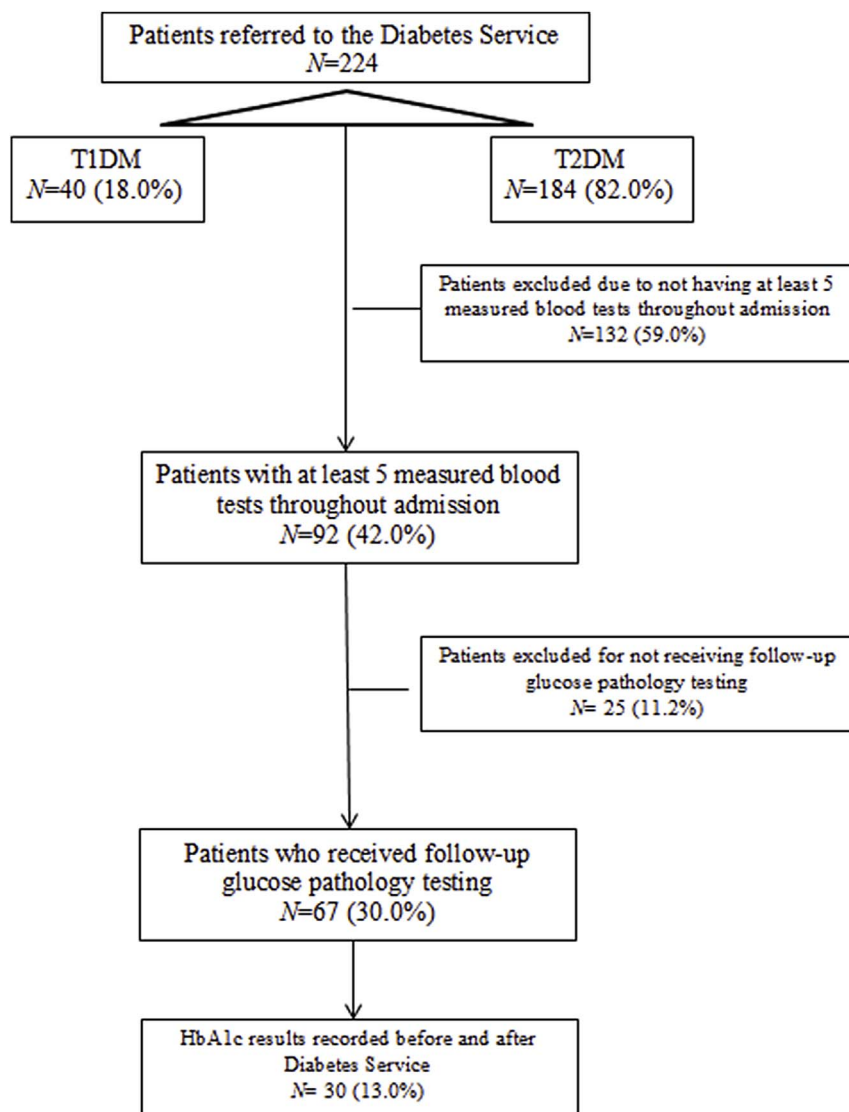 Patients referred to the Diabetes Service
N=224
T1DM
N=40 (18.0%)
T2DM
N=184 (82.0%)
Patients excluded due to not having at least 5
measured blood tests throughout admission
N=132 (59.0%)
Patients with at least 5 measured blood
tests throughout admission
N=92 (42.0%)
Patients excluded for not receiving follow-up
glucose pathology testing
N= 25 (11.2%)
Patients who received follow-up
glucose pathology testing
N=67 (30.0%)
HbA1c results recorded before and after
Diabetes Service
N= 30 (13.0%)